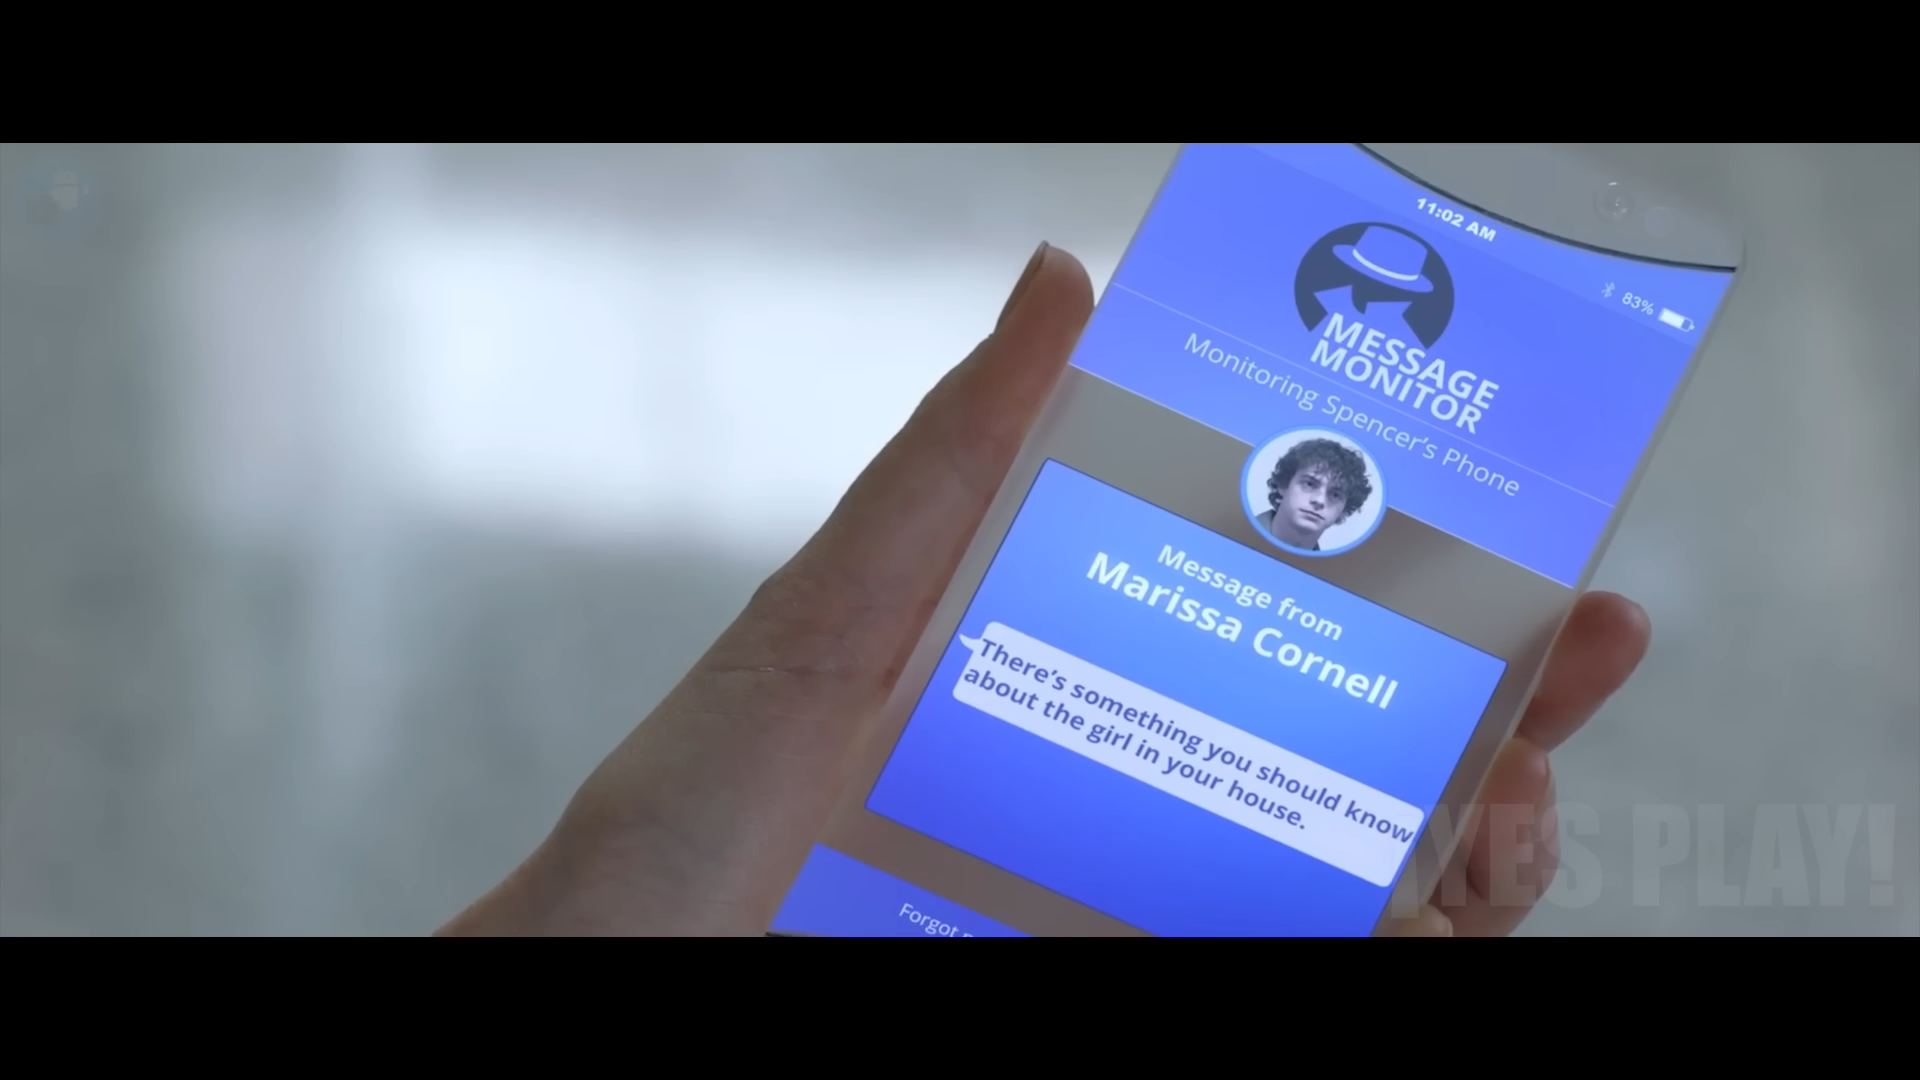 11:02 AM
83%
MESSAGE
MONITOR
Monitoring Spencer's Phone
Message from
Marissa Cornell
There's something you should know
about the girl in your house.
Forgot
YES PLAY!